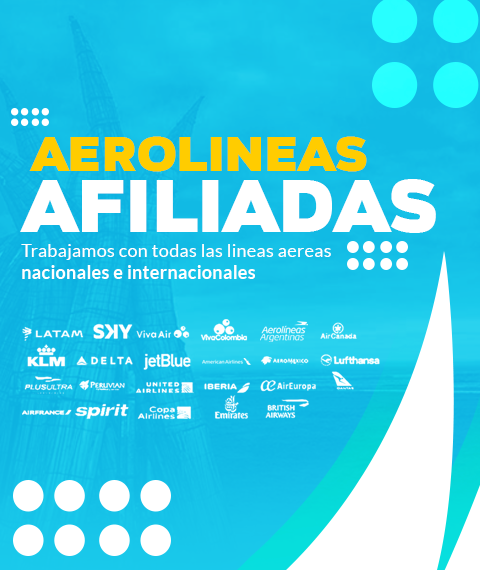 AEROLINEAS
AFILIADAS
Trabajamos con todas las lineas aereas
nacionales e internacionales
LATAM SKY Viva Air VivaColombia Aerolíneas Argentinas Air Canada
KLM DELTA jetBlue American Airlines AEROMEXICO Lufthansa
PLUSULTRA PERUVIAN UNITED AIRLINES IBERIA AirEuropa QANTAS
AIRFRANCE spirit Copa Airlines Emirates BRITISH AIRWAYS